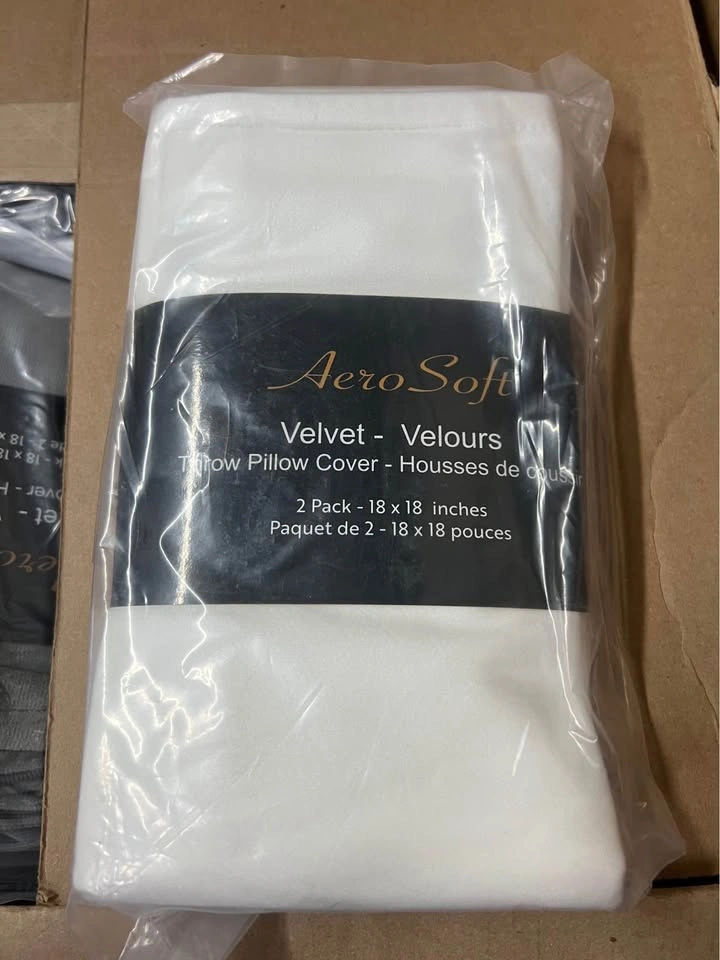 AeroSoft
Velvet - Velours
Throw Pillow Cover - Housses de coussin
2 Pack - 18 x 18 inches
Paquet de 2 - 18 x 18 pouces